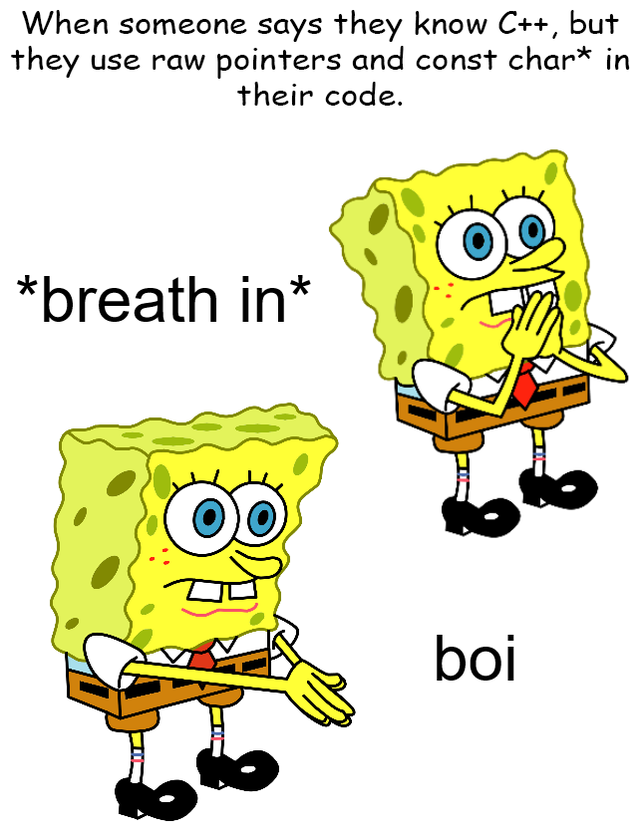 When someone says they know C++, but
they use raw pointers and const char* in
their code.
*breath in*
boi